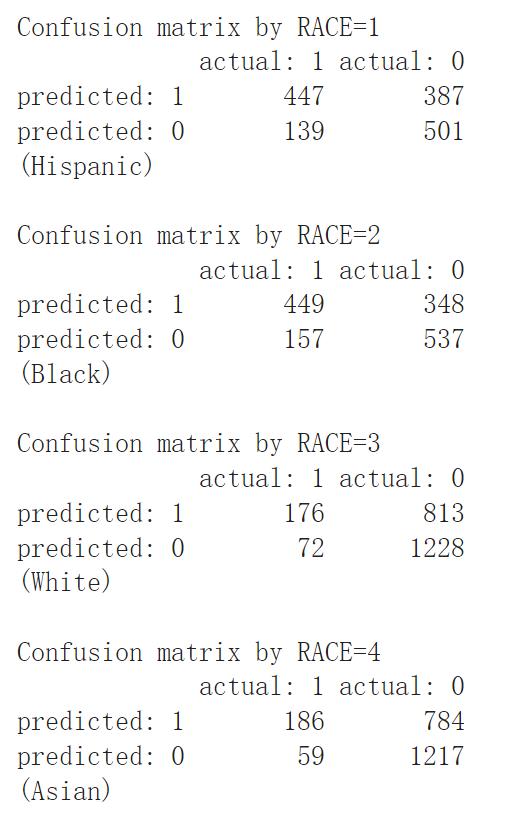 Confusion matrix by RACE=1
actual: 1 actual: 0
predicted: 1 447 387
predicted: 0 139 501
(Hispanic)
Confusion matrix by RACE=2
actual: 1 actual: 0
predicted: 1 449 348
predicted: 0 157 537
(Black)
Confusion matrix by RACE=3
actual: 1 actual: 0
predicted: 1 176 813
predicted: 0 72 1228
(White)
Confusion matrix by RACE=4
actual: 1 actual: 0
predicted: 1 186 784
predicted: 0 59 1217
(Asian)